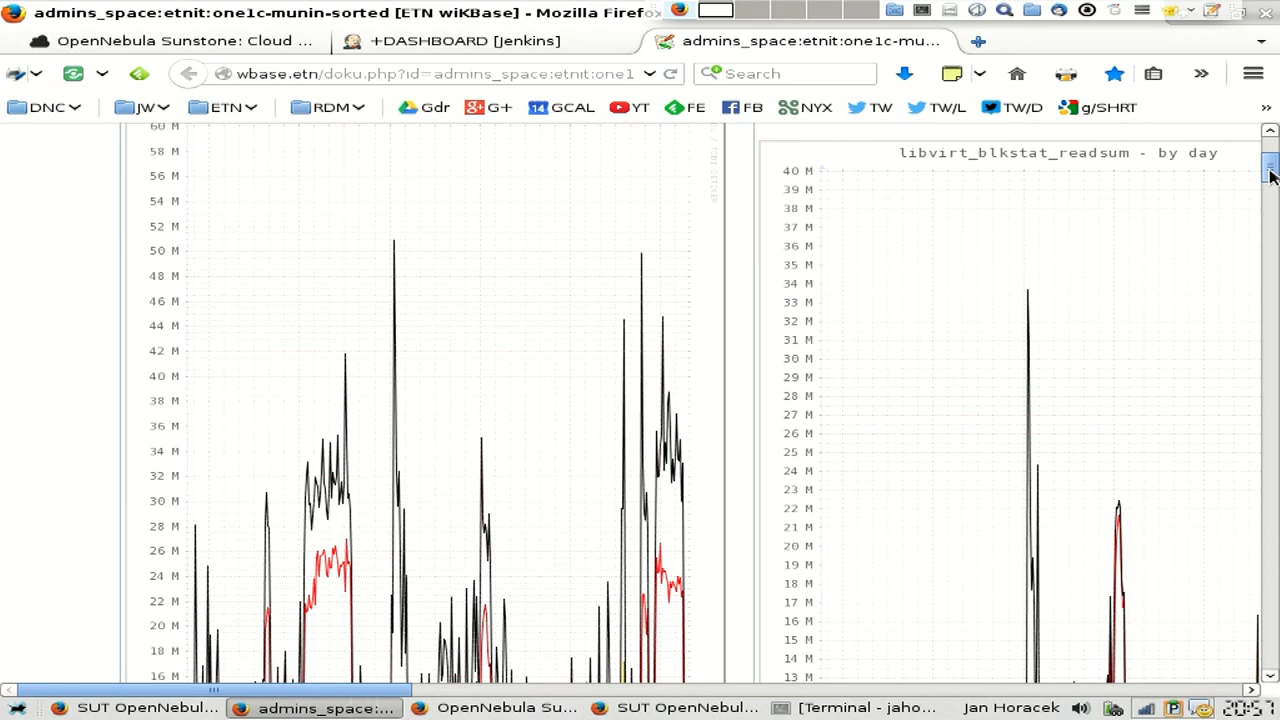 admins_space:etnit:one1c-munin-sorted [ETN wiKBase] - Mozilla Firefo
OpenNebula Sunstone: Cloud ...
+DASHBOARD [Jenkins]
admins_space:etnit:one1c-mu...
wbase.etn/doku.php?id=admins_space:etnit:one1
Search
DNC JW ETN RDM Gdr G+ 14 GCAL YT FE FB NYX TW TW/L TW/D g/SHRT
60 M
58 M
56 M
54 M
52 M
50 M
48 M
46 M
44 M
42 M
40 M
38 M
36 M
34 M
32 M
30 M
28 M
26 M
24 M
22 M
20 M
18 M
16 M
libvirt_blkstat_readsum - by day
40 M
39 M
38 M
37 M
36 M
35 M
34 M
33 M
32 M
31 M
30 M
29 M
28 M
27 M
26 M
25 M
24 M
23 M
22 M
21 M
20 M
19 M
18 M
17 M
16 M
15 M
14 M
13 M
SUT OpenNebul...
admins_space:...
OpenNebula Su...
SUT OpenNebul...
[Terminal - jaho...
Jan Horacek
20:57